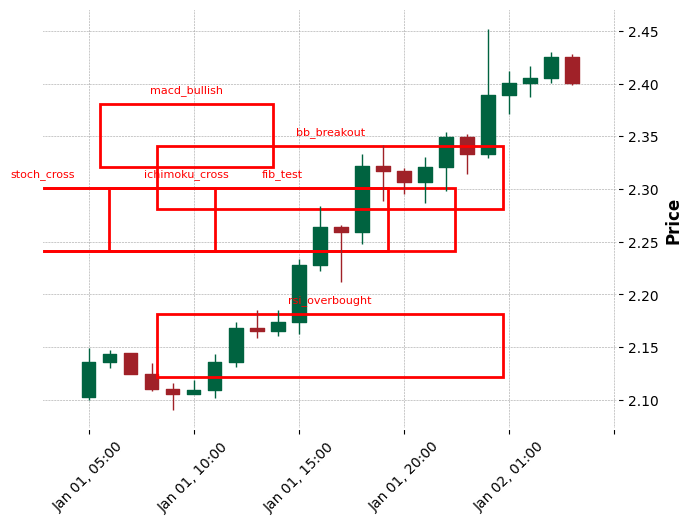 2.45
2.40
macd_bullish
2.35
bb_breakout
2.30
stoch_cross
ichimoku_cross
fib_test
2.25
2.20
rsi_overbought
2.15
2.10
Price
Jan 01, 05:00
Jan 01, 10:00
Jan 01, 15:00
Jan 01, 20:00
Jan 02, 01:00